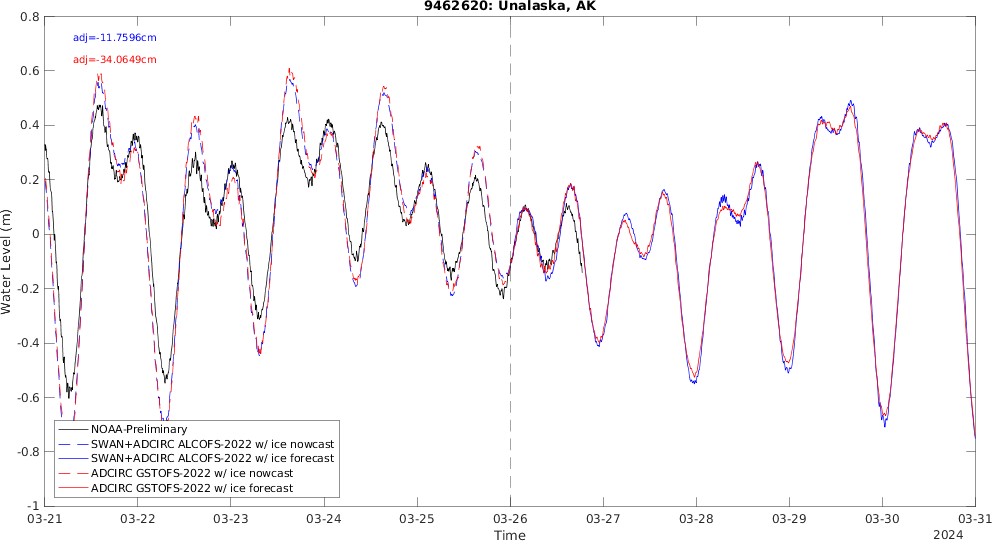 9462620: Unalaska, AK
adj=-11.7596cm
adj=-34.0649cm
0.8
0.6
0.4
0.2
0
-0.2
-0.4
-0.6
-0.8
-1
Water Level (m)
NOAA-Preliminary
SWAN+ADCIRC ALCOFS-2022 w/ ice nowcast
SWAN+ADCIRC ALCOFS-2022 w/ ice forecast
ADCIRC GSTOFS-2022 w/ ice nowcast
ADCIRC GSTOFS-2022 w/ ice forecast
03-21 03-22 03-23 03-24 03-25 03-26 03-27 03-28 03-29 03-30 03-31
Time
2024